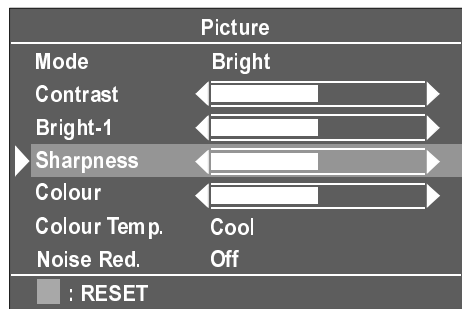 Picture
Mode Bright
Contrast
Bright-1
Sharpness
Colour
Colour Temp. Cool
Noise Red. Off
: RESET